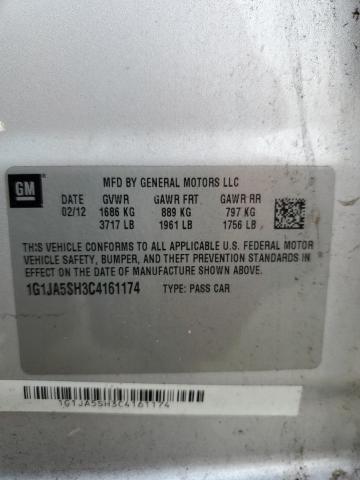 GM
MFD BY GENERAL MOTORS LLC
DATE GVWR GAWR FRT GAWR RR
02/12 1686 KG 889 KG 797 KG
3717 LB 1961 LB 1756 LB
THIS VEHICLE CONFORMS TO ALL APPLICABLE U.S. FEDERAL MOTOR
VEHICLE SAFETY, BUMPER, AND THEFT PREVENTION STANDARDS IN
EFFECT ON THE DATE OF MANUFACTURE SHOWN ABOVE.
1G1JA5SH3C4161174 TYPE: PASS CAR
1G1JA5SH3C4161174